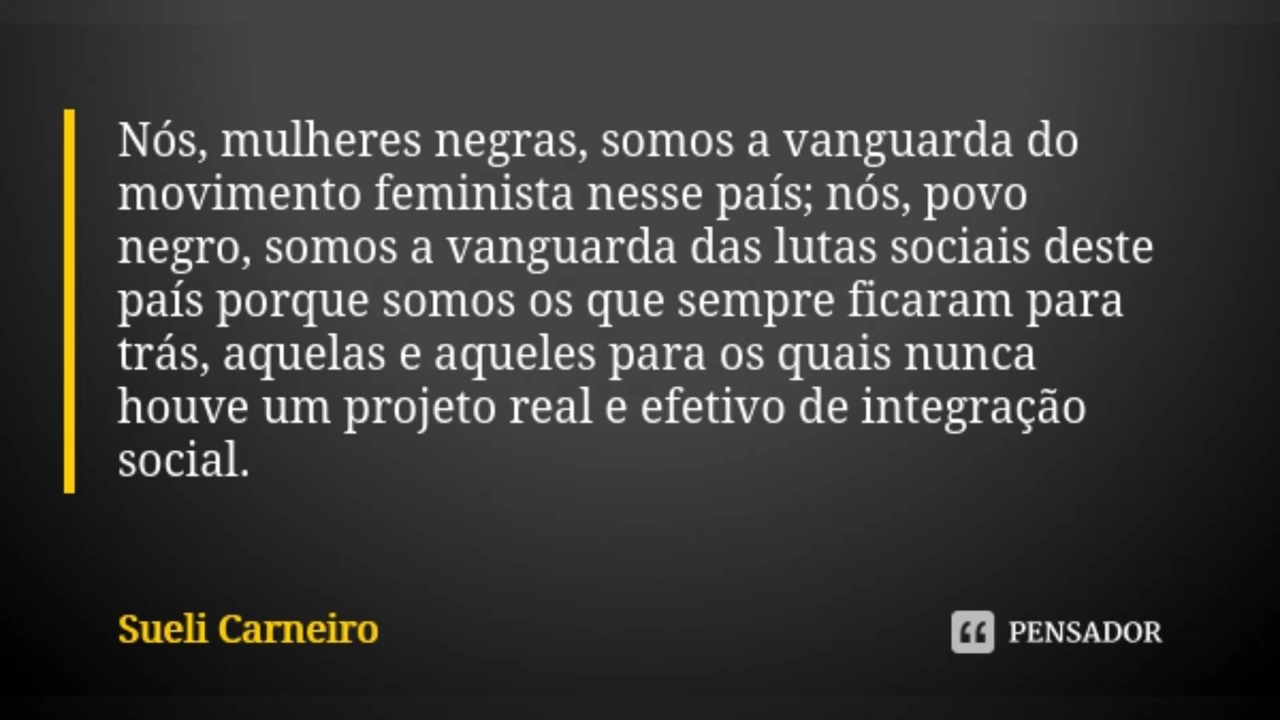 Nós, mulheres negras, somos a vanguarda do
movimento feminista nesse país; nós, povo
negro, somos a vanguarda das lutas sociais deste
país porque somos os que sempre ficaram para
trás, aquelas e aqueles para os quais nunca
houve um projeto real e efetivo de integração
social.
Sueli Carneiro
PENSADOR